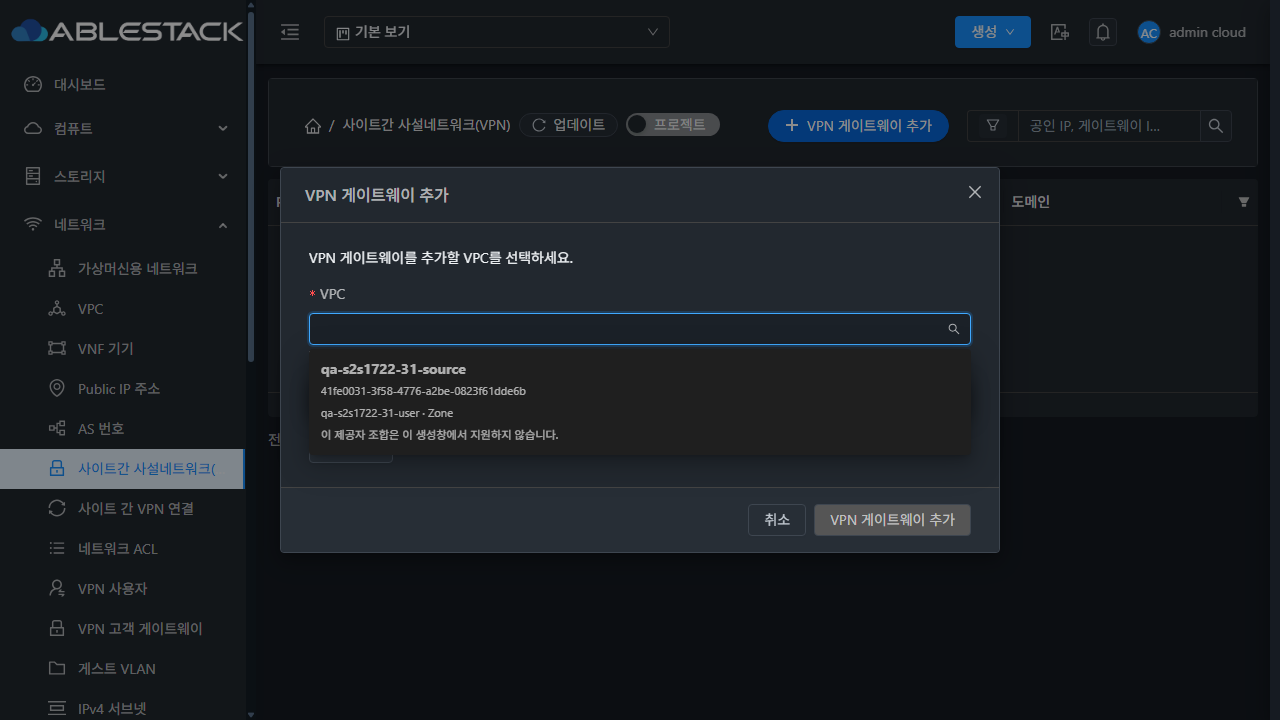 ABLESTACK
기본 보기
생성
AC admin cloud
대시보드
컴퓨트
스토리지
네트워크
가상머신용 네트워크
VPC
VNF 기기
Public IP 주소
AS 번호
사이트간 사설네트워크(
사이트 간 VPN 연결
네트워크 ACL
VPN 사용자
VPN 고객 게이트웨이
게스트 VLAN
IPv4 서브넷
/ 사이트간 사설네트워크(VPN)
업데이트
프로젝트
+ VPN 게이트웨이 추가
공인 IP, 게이트웨이 I...
도메인
전
VPN 게이트웨이 추가
VPN 게이트웨이를 추가할 VPC를 선택하세요.
* VPC
qa-s2s1722-31-source
41fe0031-3f58-4776-a2be-0823f61dde6b
qa-s2s1722-31-user · Zone
이 제공자 조합은 이 생성창에서 지원하지 않습니다.
취소
VPN 게이트웨이 추가